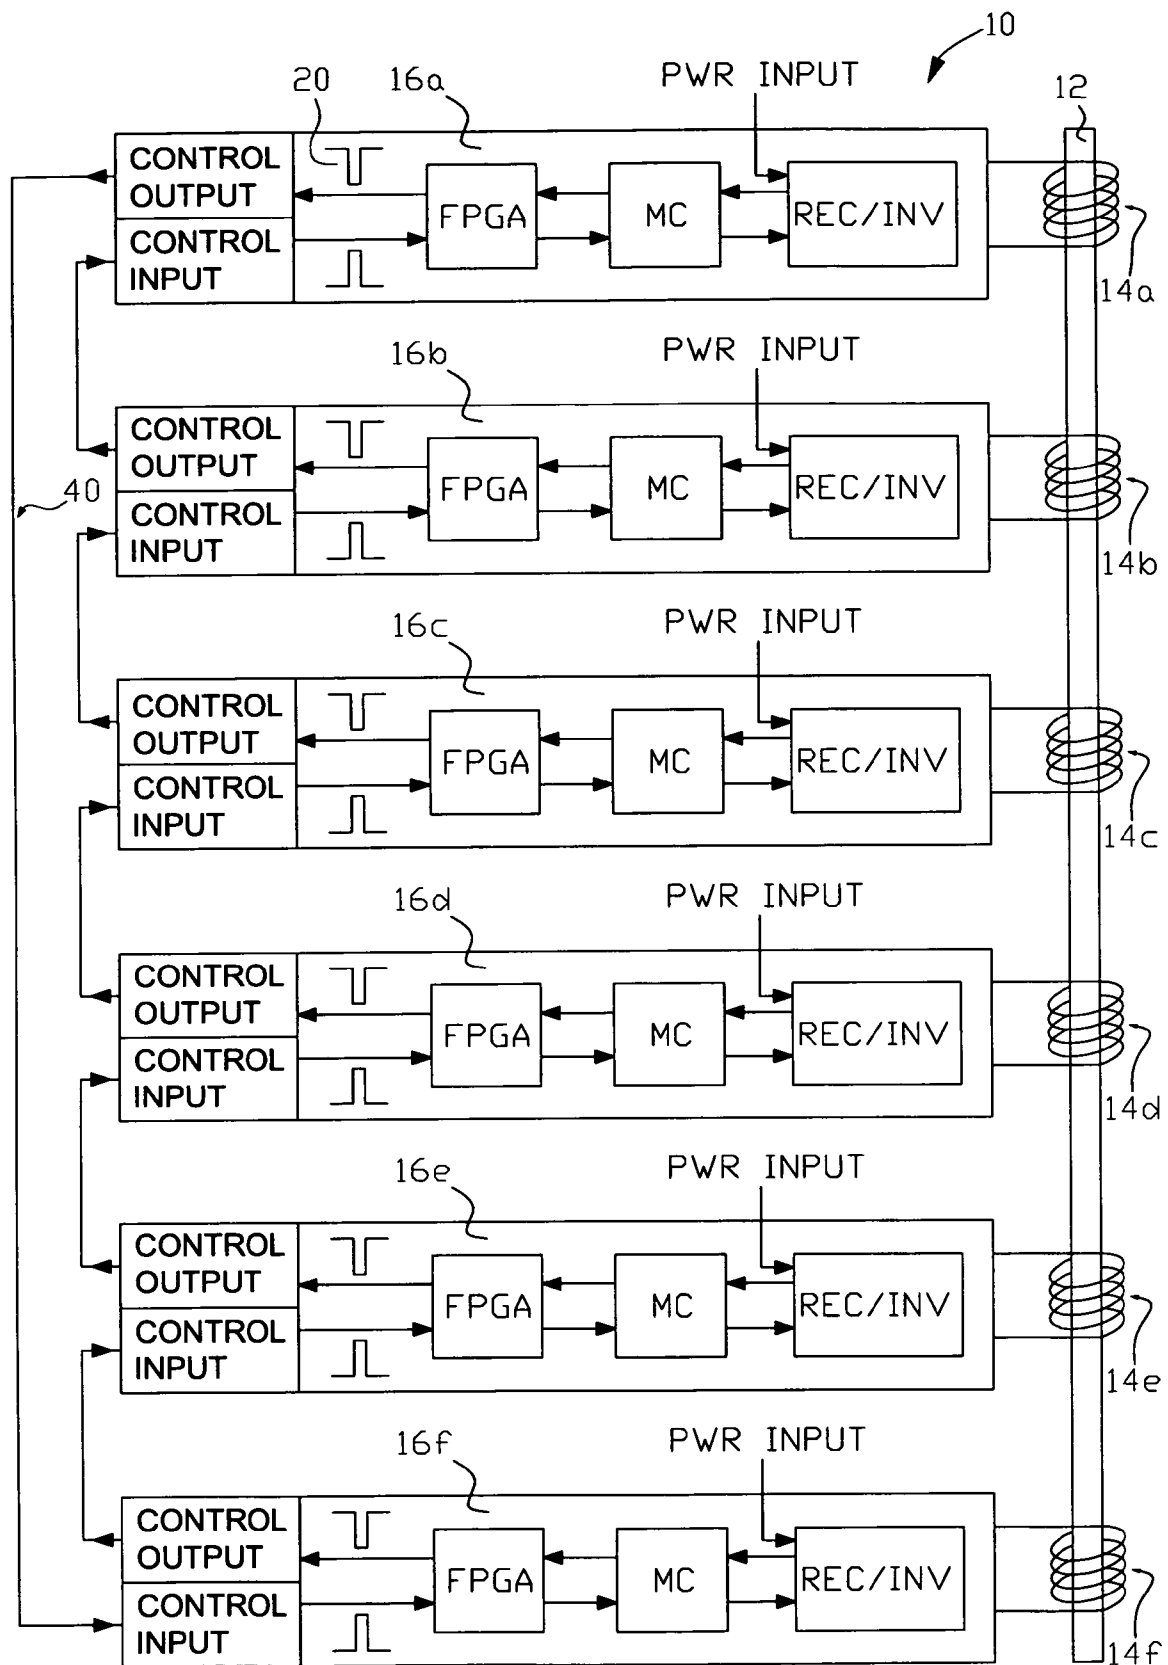 10
20
16a
PWR INPUT
12
CONTROL
OUTPUT
CONTROL
INPUT
FPGA
MC
REC/INV
14a
16b
PWR INPUT
CONTROL
OUTPUT
CONTROL
INPUT
FPGA
MC
REC/INV
40
14b
16c
PWR INPUT
CONTROL
OUTPUT
CONTROL
INPUT
FPGA
MC
REC/INV
14c
16d
PWR INPUT
CONTROL
OUTPUT
CONTROL
INPUT
FPGA
MC
REC/INV
14d
16e
PWR INPUT
CONTROL
OUTPUT
CONTROL
INPUT
FPGA
MC
REC/INV
14e
16f
PWR INPUT
CONTROL
OUTPUT
CONTROL
INPUT
FPGA
MC
REC/INV
14f